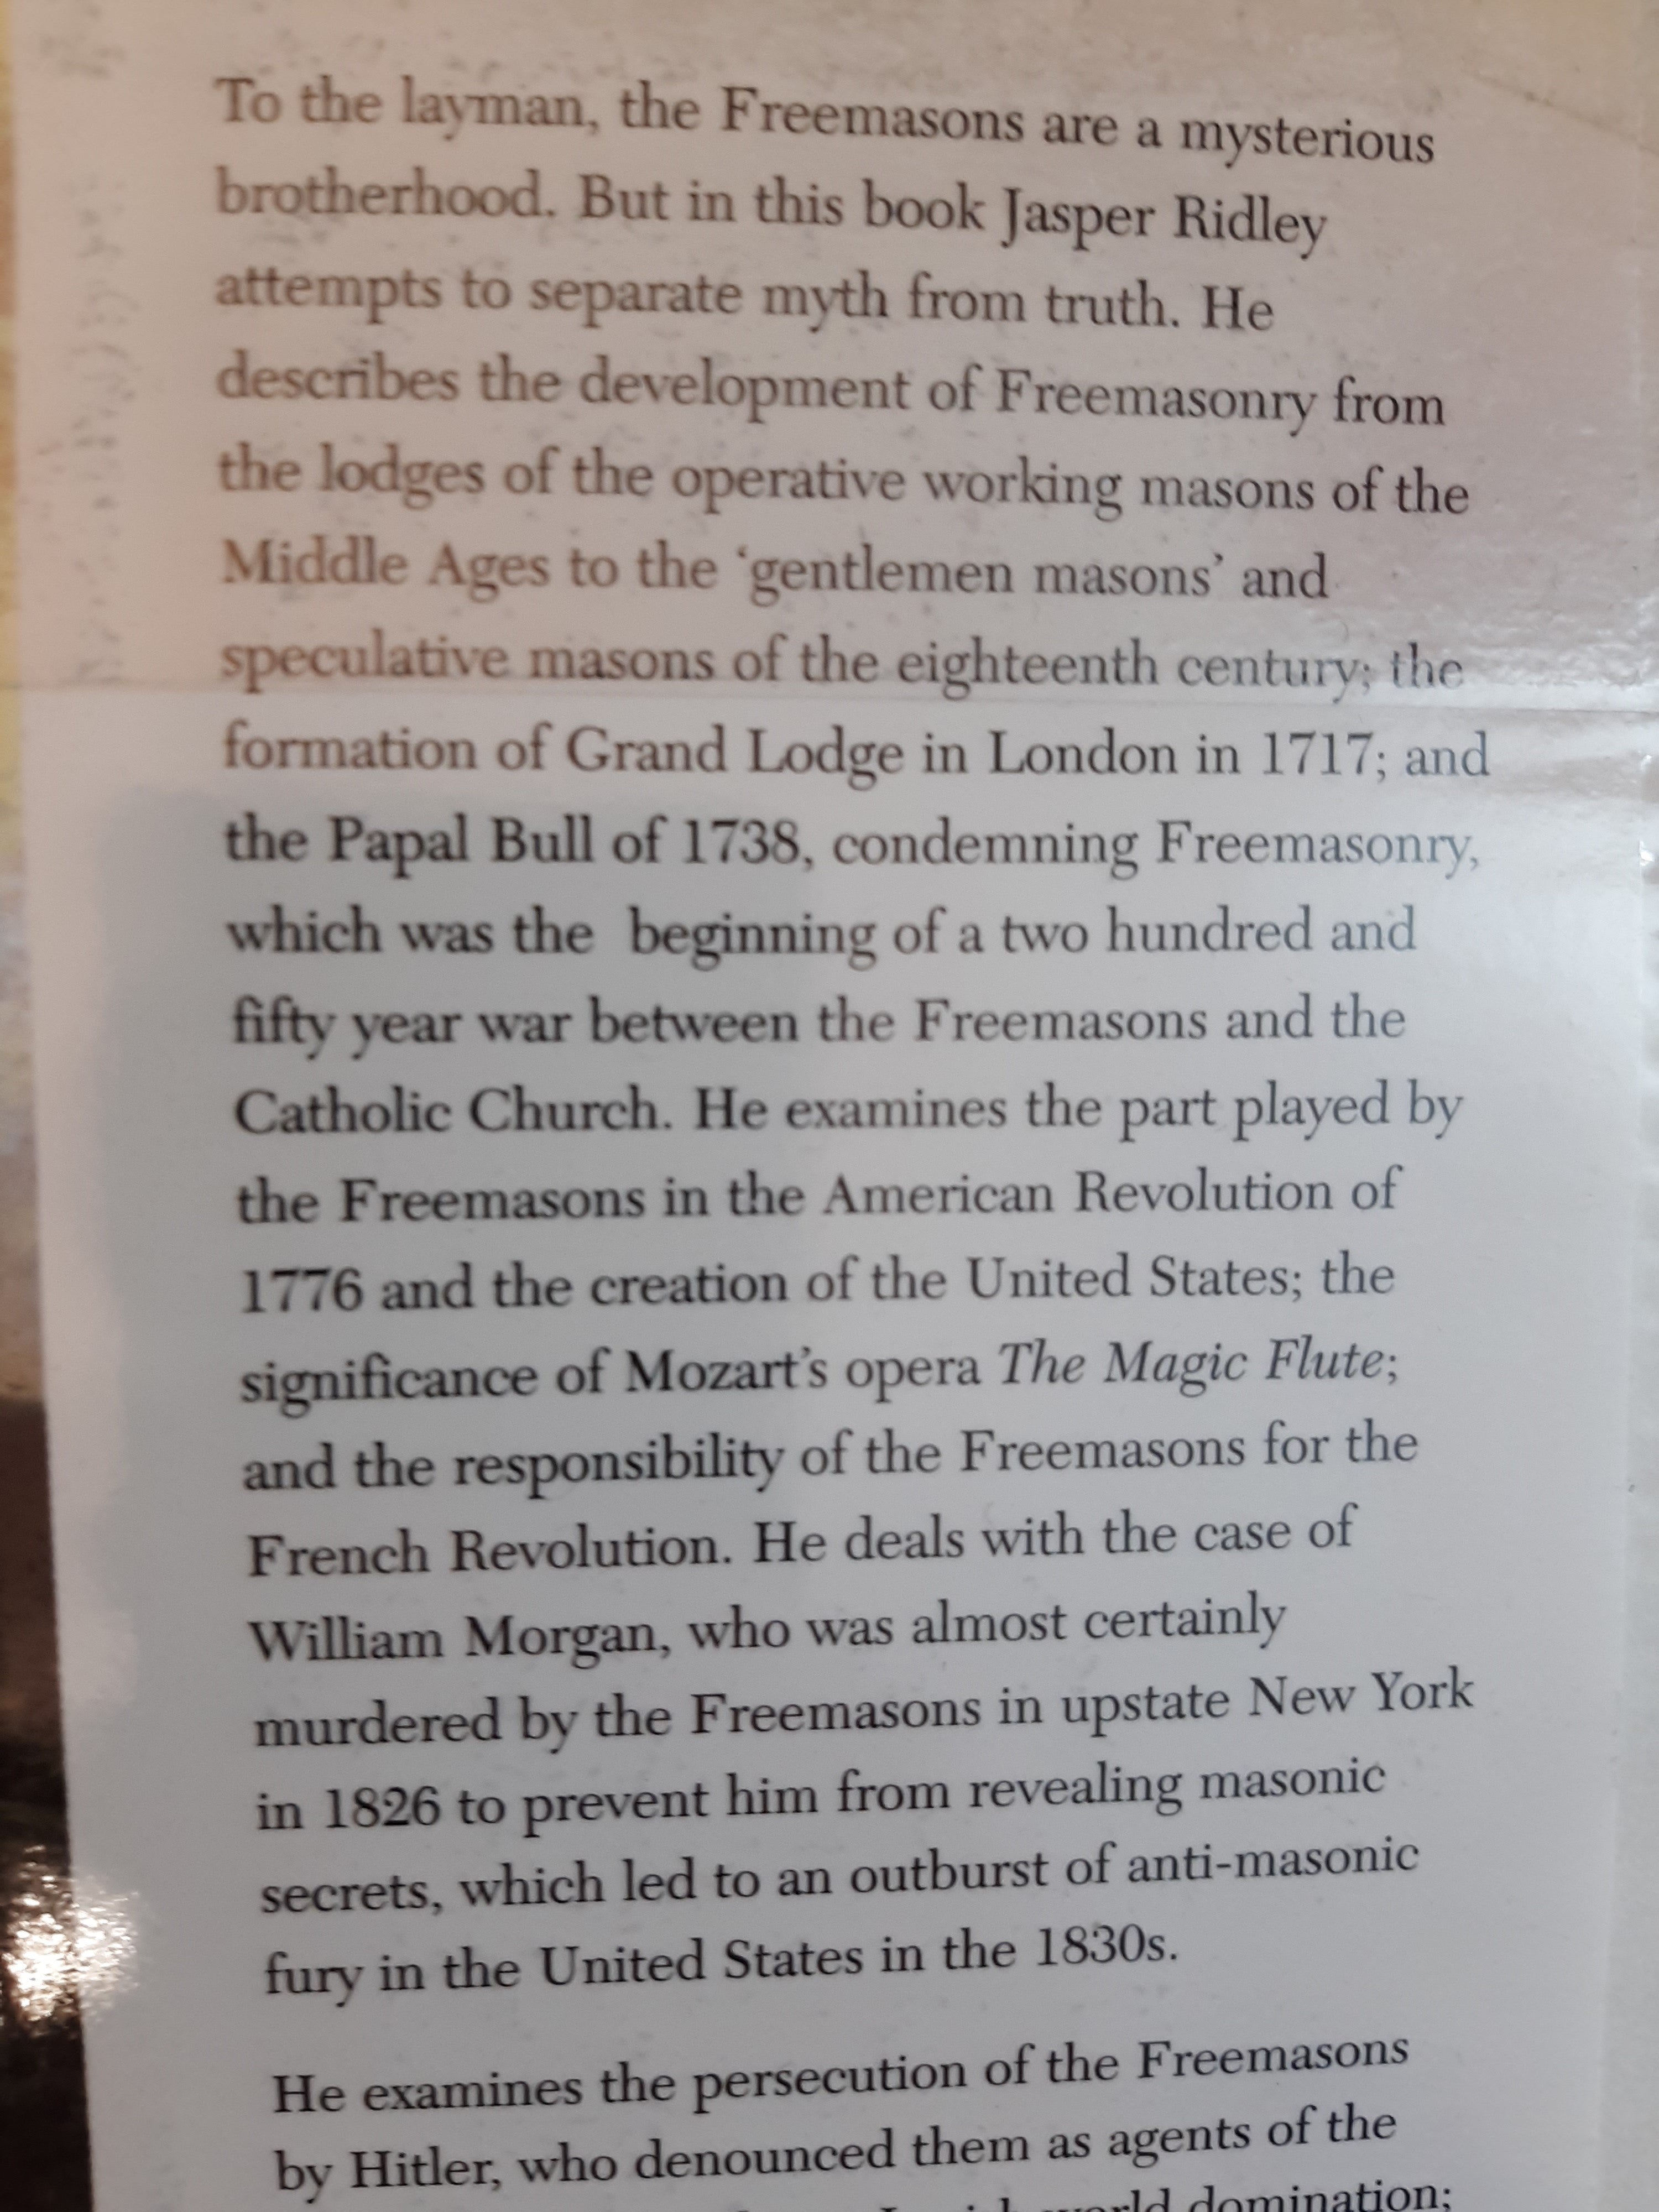 To the layman, the Freemasons are a mysterious
brotherhood. But in this book Jasper Ridley
attempts to separate myth from truth. He
describes the development of Freemasonry from
the lodges of the operative working masons of the
Middle Ages to the ‘gentlemen masons’ and
speculative masons of the eighteenth century; the
formation of Grand Lodge in London in 1717; and
the Papal Bull of 1738, condemning Freemasonry,
which was the beginning of a two hundred and
fifty year war between the Freemasons and the
Catholic Church. He examines the part played by
the Freemasons in the American Revolution of
1776 and the creation of the United States; the
significance of Mozart’s opera The Magic Flute;
and the responsibility of the Freemasons for the
French Revolution. He deals with the case of
William Morgan, who was almost certainly
murdered by the Freemasons in upstate New York
in 1826 to prevent him from revealing masonic
secrets, which led to an outburst of anti-masonic
fury in the United States in the 1830s.
He examines the persecution of the Freemasons
by Hitler, who denounced them as agents of the
world domination;